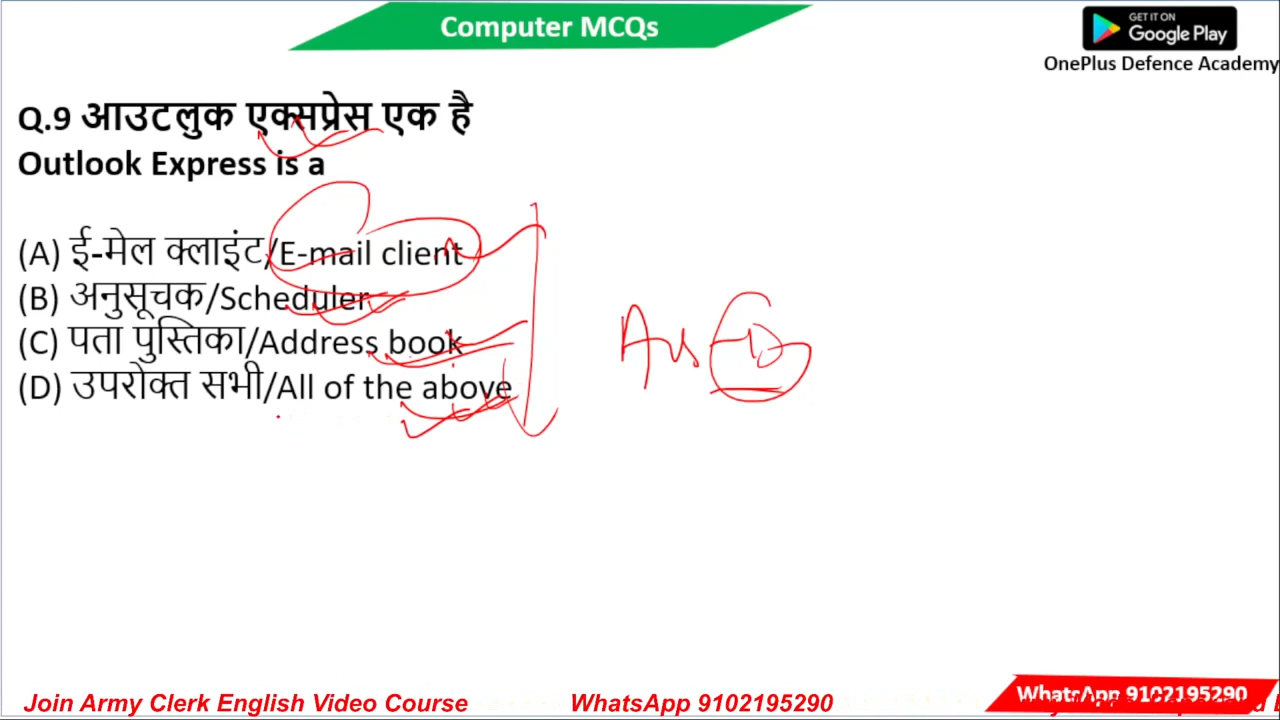 Computer MCQs
GET IT ON
Google Play
OnePlus Defence Academy
Q.9 आउटलुक एक्सप्रेस एक है
Outlook Express is a
(A) ई-मेल क्लाइंट/E-mail client
(B) अनुसूचक/Scheduler
(C) पता पुस्तिका/Address book
(D) उपरोक्त सभी/All of the above
Ans D
WhatsApp 9102195290
Join Army Clerk English Video Course WhatsApp 9102195290